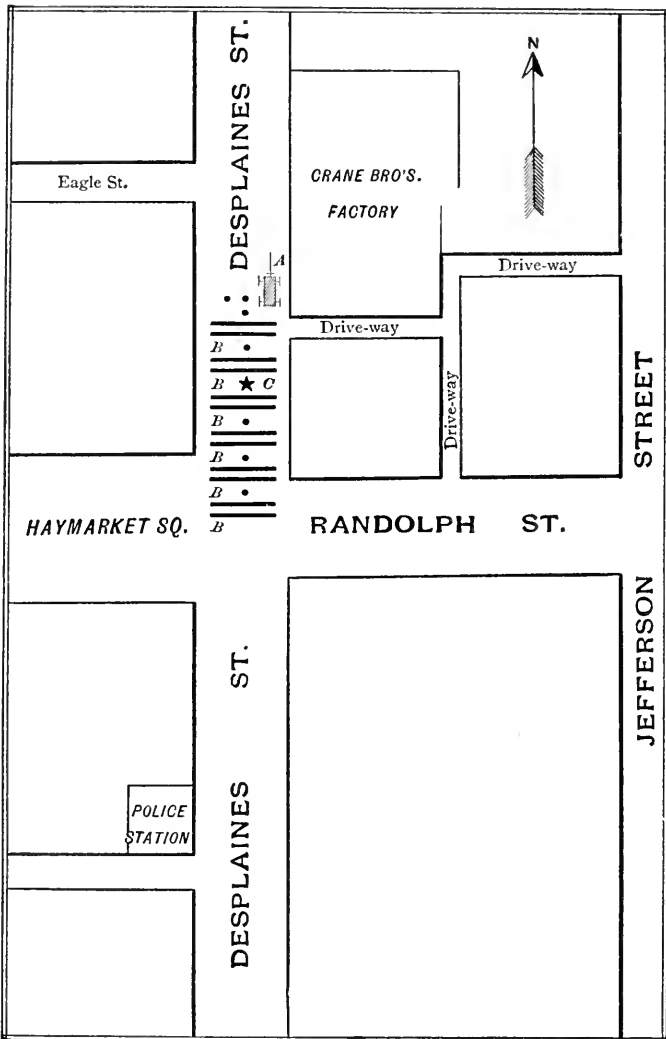 DESPLAINES ST.
N
CRANE BRO'S.
FACTORY
Eagle St.
A
Drive-way
Drive-way
B
B ★ C
Drive-way
B
STREET
B
B
HAYMARKET SQ.
B
RANDOLPH ST.
JEFFERSON
DESPLAINES ST.
POLICE
STATION